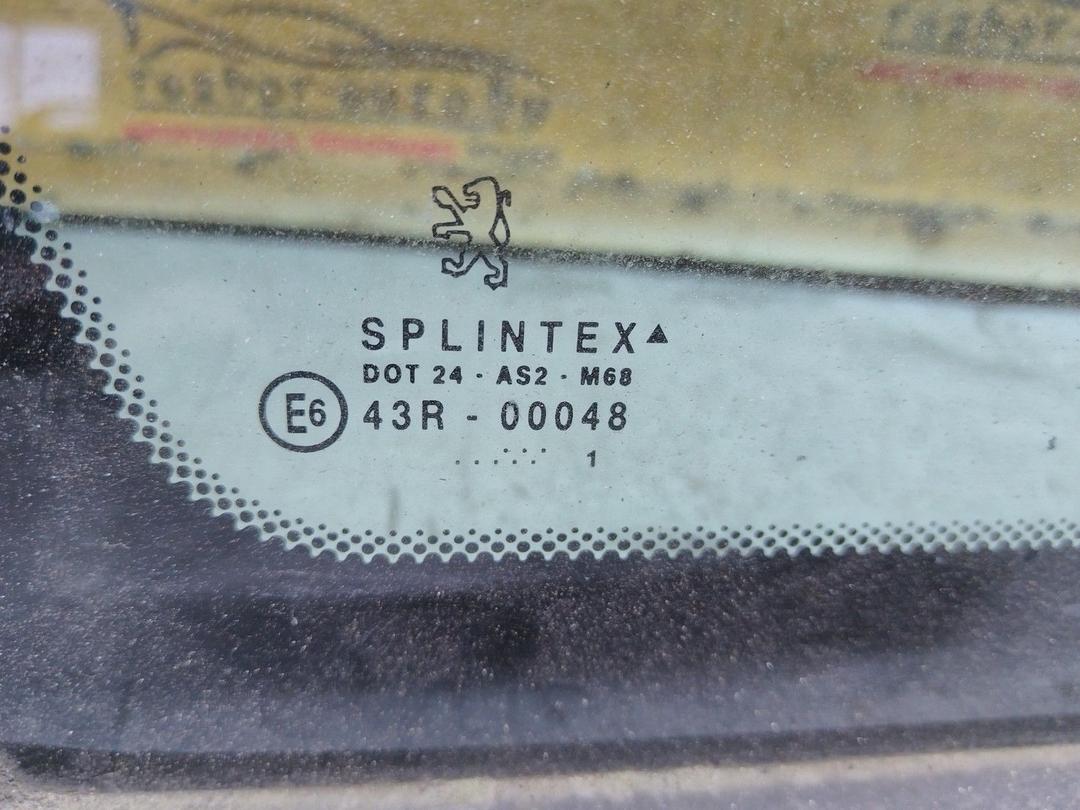 SPLINTEX
DOT 24 · AS2 · M68
E6 43R - 00048
1